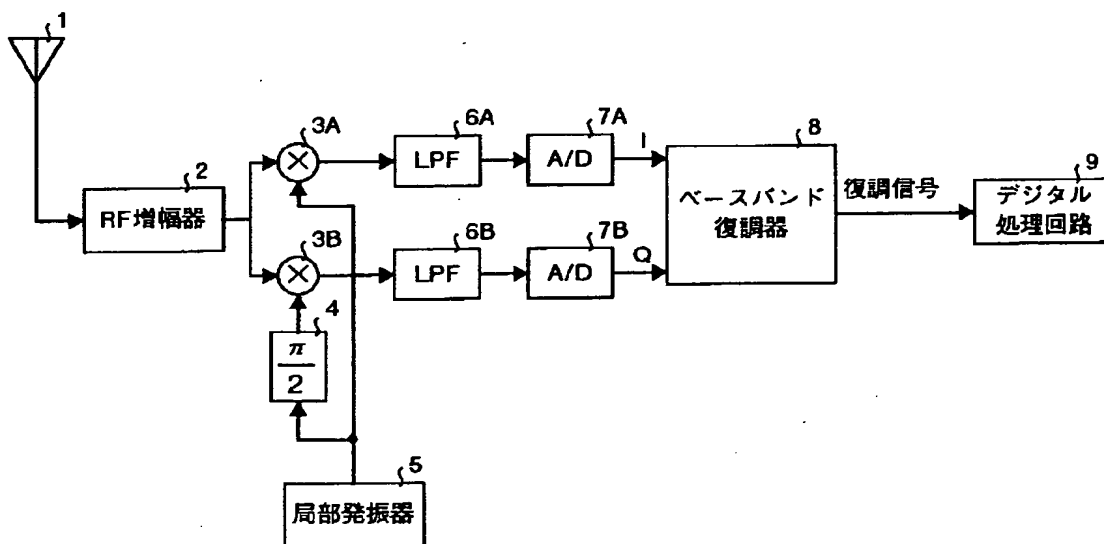 1
2
RF増幅器
3A
×
3B
×
4
π
2
5
局部発振器
6A
LPF
6B
LPF
7A
A/D
I
7B
A/D
Q
8
ベースバンド
復調器
復調信号
9
デジタル
処理回路